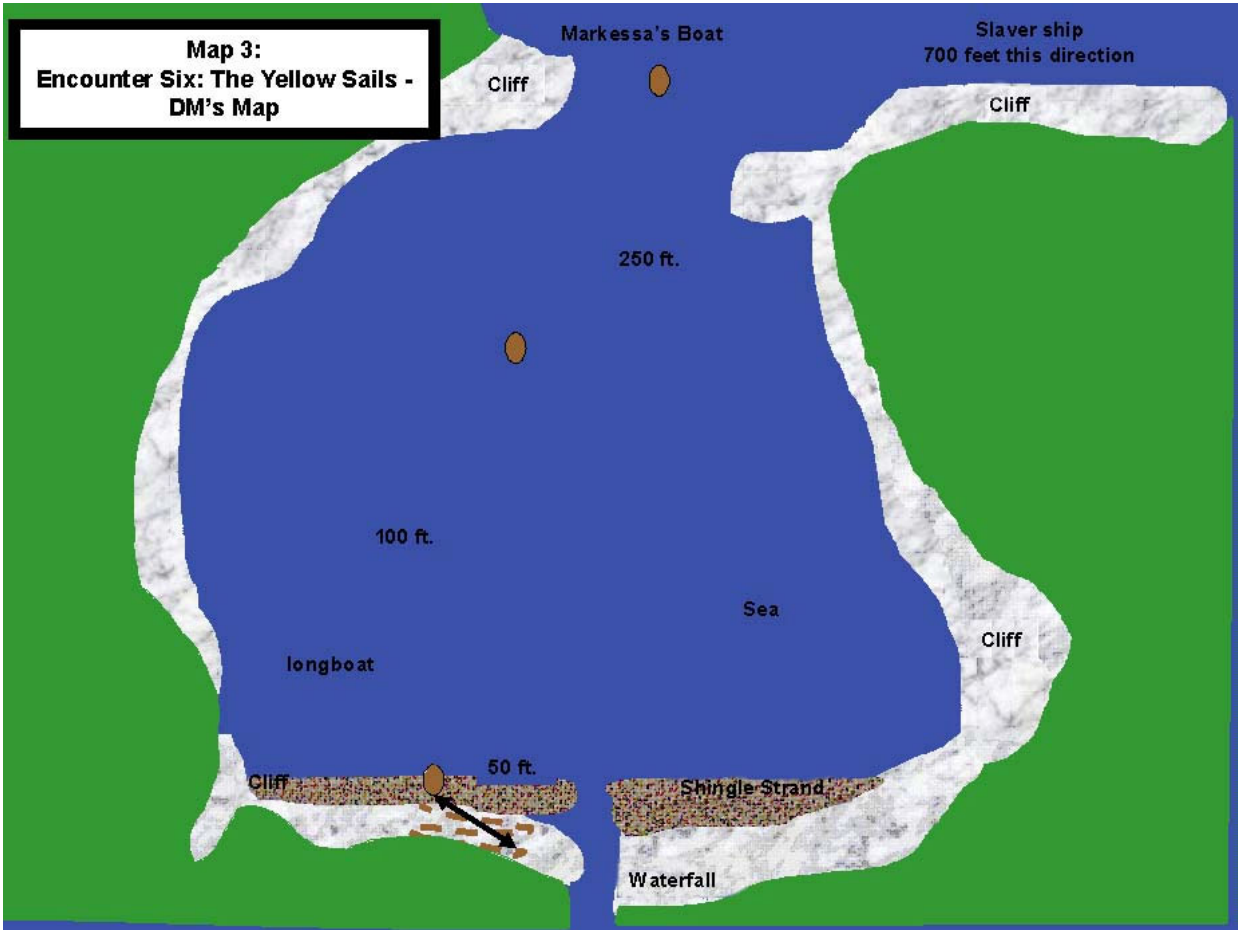 Map 3:
Encounter Six: The Yellow Sails -
DM's Map
Markessa's Boat
Slaver ship
700 feet this direction
Cliff
Cliff
250 ft.
100 ft.
Sea
Cliff
longboat
50 ft.
Cliff
Shingle Strand
Waterfall